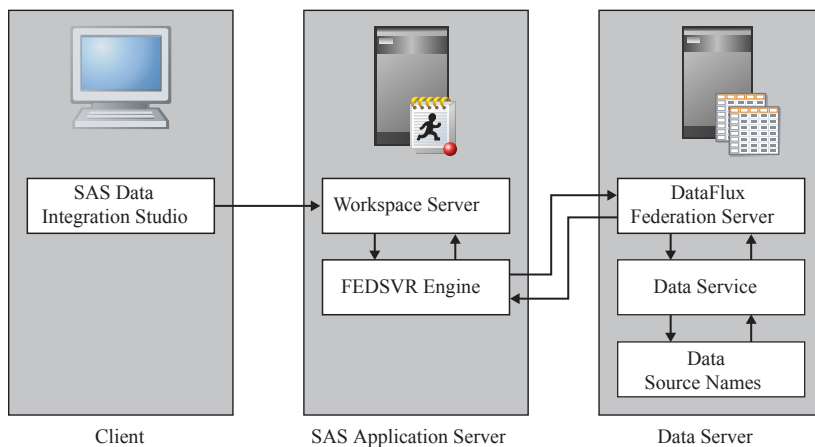 SAS Data
Integration Studio
Workspace Server
FEDSVR Engine
DataFlux
Federation Server
Data Service
Data
Source Names
Client
SAS Application Server
Data Server